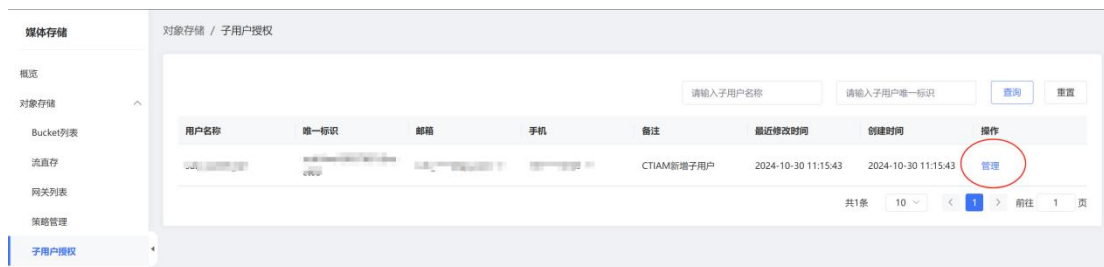 媒体存储
对象存储 / 子用户授权
概览
对象存储
Bucket列表
流直存
网关列表
策略管理
子用户授权
请输入子用户名称
请输入子用户唯一标识
查询
重置
用户名称 唯一标识 邮箱 手机 备注 最近修改时间 创建时间 操作
CTIAM新增子用户 2024-10-30 11:15:43 2024-10-30 11:15:43 管理
共1条 10 1 前往 1 页